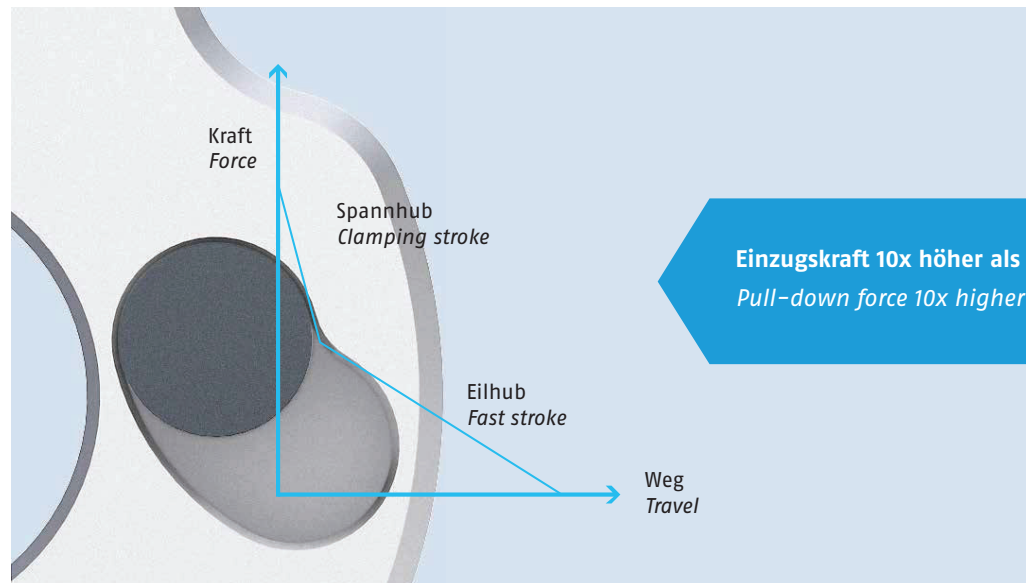 Kraft
Force
Spannhub
Clamping stroke
Einzugskraft 10x höher als
Pull-down force 10x higher
Eilhub
Fast stroke
Weg
Travel